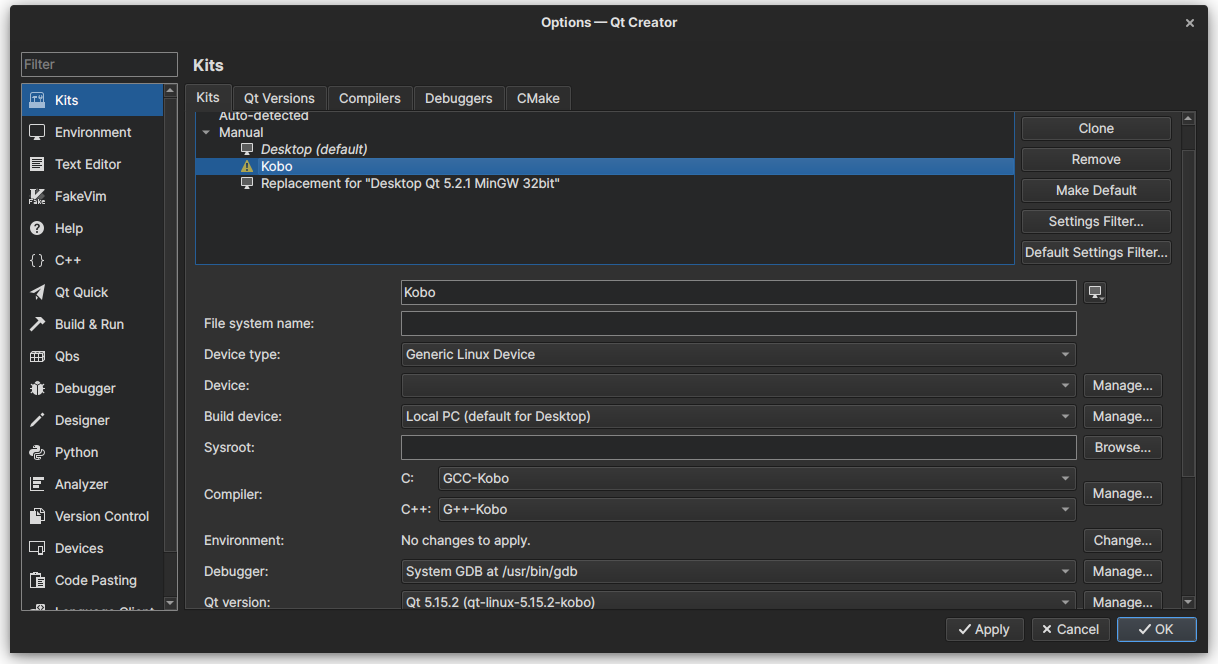 Options — Qt Creator
Filter
Kits
Environment
Text Editor
FakeVim
Help
C++
Qt Quick
Build & Run
Qbs
Debugger
Designer
Python
Analyzer
Version Control
Devices
Code Pasting
Language Client
Kits
Kits
Qt Versions
Compilers
Debuggers
CMake
Auto-detected
Manual
Desktop (default)
Kobo
Replacement for "Desktop Qt 5.2.1 MinGW 32bit"
Clone
Remove
Make Default
Settings Filter...
Default Settings Filter...
Kobo
File system name:
Device type: Generic Linux Device
Device: Manage...
Build device: Local PC (default for Desktop) Manage...
Sysroot: Browse...
Compiler: C: GCC-Kobo
C++: G++-Kobo
Manage...
Environment: No changes to apply. Change...
Debugger: System GDB at /usr/bin/gdb Manage...
Qt version: Qt 5.15.2 (qt-linux-5.15.2-kobo) Manage...
Apply
Cancel
OK